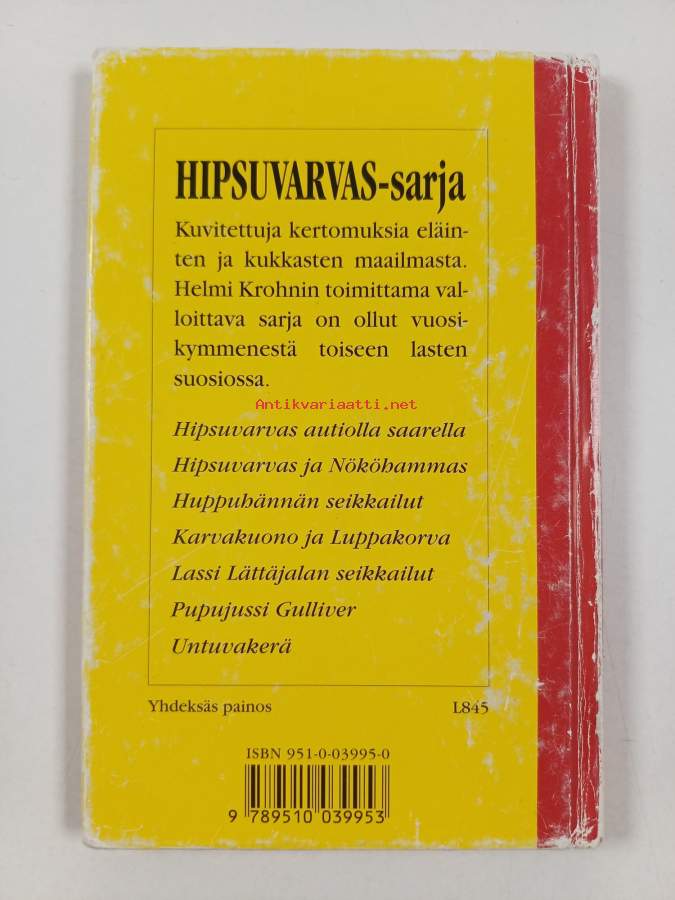 HIPSUVARVAS-sarja
Kuvitettuja kertomuksia eläin-
ten ja kukkasten maailmasta.
Helmi Krohnin toimittama val-
loittava sarja on ollut vuosi-
kymmenestä toiseen lasten
suosiossa.
Antikvariaatti.net
Hipsuvarvas autiolla saarella
Hipsuvarvas ja Nököhammas
Huppuhännän seikkailut
Karvakuono ja Luppakorva
Lassi Lättäjalan seikkailut
Pupujussi Gulliver
Untuvakerä
Yhdeksäs painos L845
ISBN 951-0-03995-0
9 789510 039953